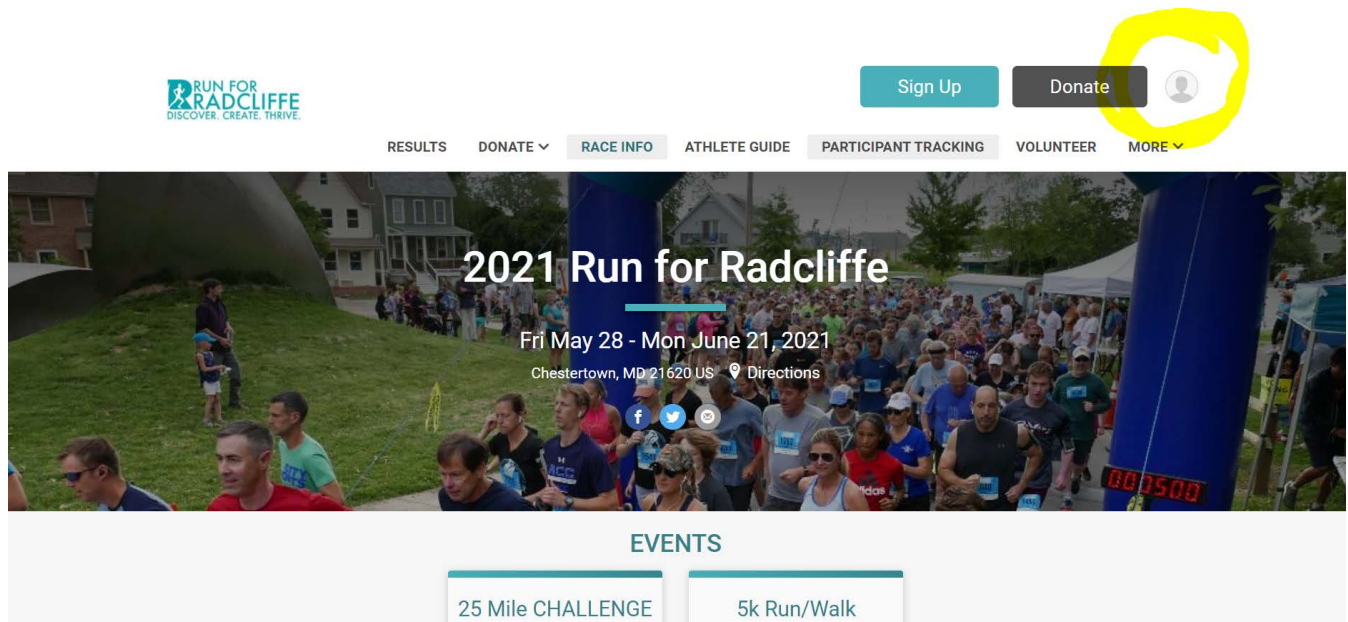 RUN FOR
RADCLIFFE
DISCOVER. CREATE. THRIVE.
Sign Up
Donate
RESULTS DONATE RACE INFO ATHLETE GUIDE PARTICIPANT TRACKING VOLUNTEER MORE
2021 Run for Radcliffe
Fri May 28 - Mon June 21, 2021
Chestertown, MD 21620 US Directions
000500
EVENTS
25 Mile CHALLENGE
5k Run/Walk